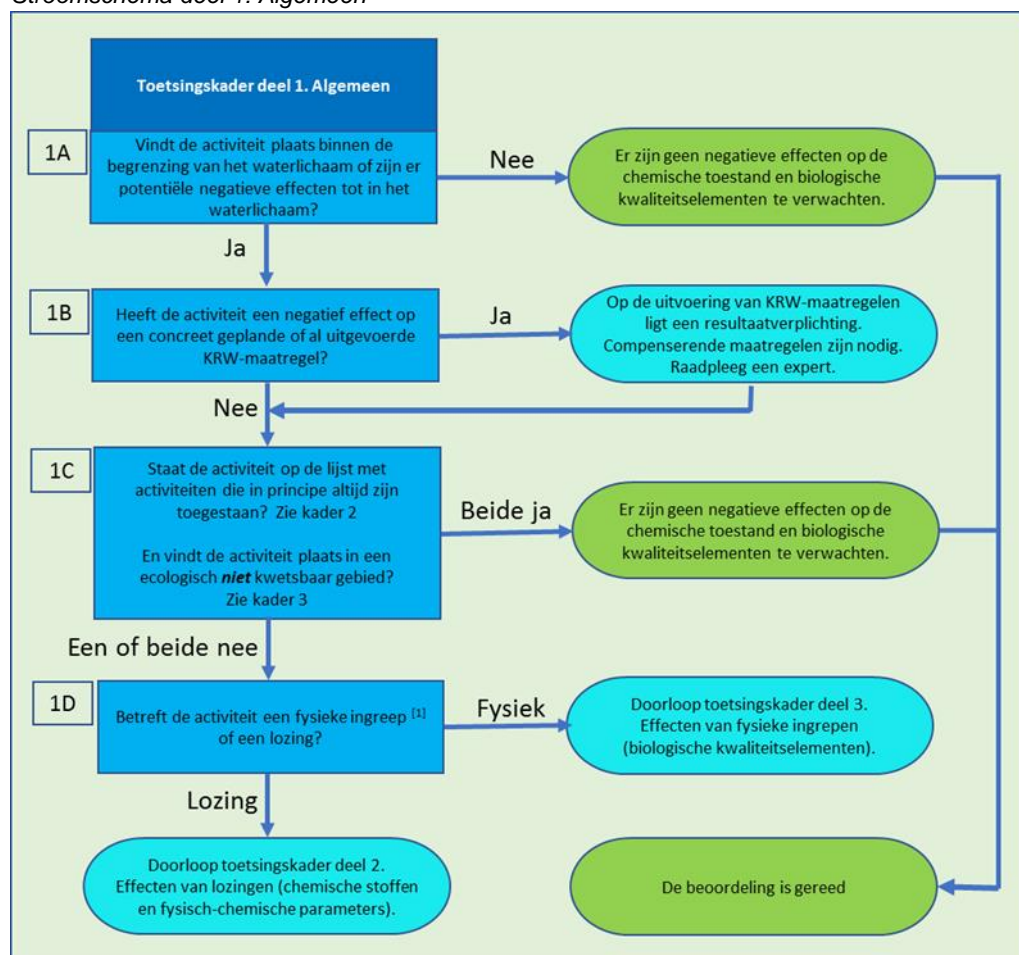 Stroomschema deel 1. Algemeen
Toetsingskader deel 1. Algemeen
1A
Vindt de activiteit plaats binnen de
begrenzing van het waterlichaam of zijn er
potentiële negatieve effecten tot in het
waterlichaam?
Nee
Er zijn geen negatieve effecten op de
chemische toestand en biologische
kwaliteitselementen te verwachten.
Ja
1B
Heeft de activiteit een negatief effect op
een concreet geplande of al uitgevoerde
KRW-maatregel?
Ja
Op de uitvoering van KRW-maatregelen
ligt een resultaatverplichting.
Compenserende maatregelen zijn nodig.
Raadpleeg een expert.
Nee
1C
Staat de activiteit op de lijst met
activiteiten die in principe altijd zijn
toegestaan? Zie kader 2
En vindt de activiteit plaats in een
ecologisch niet kwetsbaar gebied?
Zie kader 3
Beide ja
Er zijn geen negatieve effecten op de
chemische toestand en biologische
kwaliteitselementen te verwachten.
Een of beide nee
1D
Betreft de activiteit een fysieke ingreep [1]
of een lozing?
Fysiek
Doorloop toetsingskader deel 3.
Effecten van fysieke ingrepen
(biologische kwaliteitselementen).
Lozing
Doorloop toetsingskader deel 2.
Effecten van lozingen (chemische stoffen
en fysisch-chemische parameters).
De beoordeling is gereed